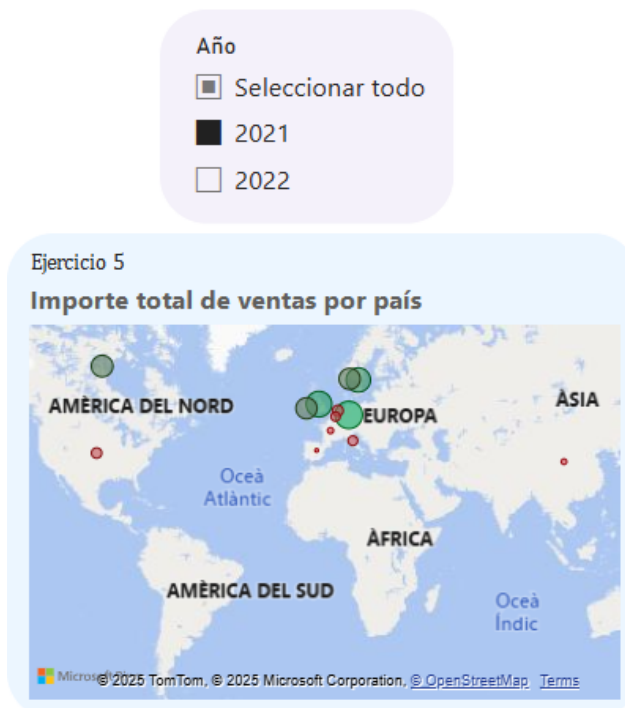 Año
Seleccionar todo
2021
2022
Ejercicio 5
Importe total de ventas por país
AMÈRICA DEL NORD
EUROPA
ÀSIA
Oceà
Atlàntic
ÀFRICA
AMÈRICA DEL SUD
Oceà
Índic
© 2025 TomTom, © 2025 Microsoft Corporation, © OpenStreetMap Terms